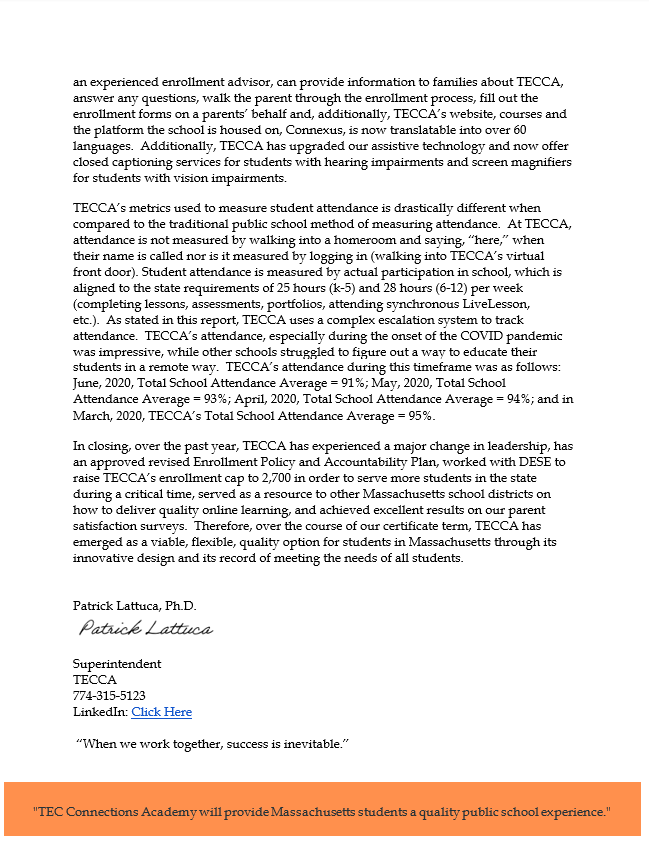 an experienced enrollment advisor, can provide information to families about TECCA,
answer any questions, walk the parent through the enrollment process, fill out the
enrollment forms on a parents' behalf and, additionally, TECCA's website, courses and
the platform the school is housed on, Connexus, is now translatable into over 60
languages.  Additionally, TECCA has upgraded our assistive technology and now offer
closed captioning services for students with hearing impairments and screen magnifiers
for students with vision impairments.
TECCA's metrics used to measure student attendance is drastically different when
compared to the traditional public school method of measuring attendance.  At TECCA,
attendance is not measured by walking into a homeroom and saying, “here,” when
their name is called nor is it measured by logging in (walking into TECCA's virtual
front door). Student attendance is measured by actual participation in school, which is
aligned to the state requirements of 25 hours (k-5) and 28 hours (6-12) per week
(completing lessons, assessments, portfolios, attending synchronous LiveLesson,
etc.).  As stated in this report, TECCA uses a complex escalation system to track
attendance.  TECCA's attendance, especially during the onset of the COVID pandemic
was impressive, while other schools struggled to figure out a way to educate their
students in a remote way.  TECCA's attendance during this timeframe was as follows:
June, 2020, Total School Attendance Average = 91%; May, 2020, Total School
Attendance Average = 93%; April, 2020, Total School Attendance Average = 94%; and in
March, 2020, TECCA's Total School Attendance Average = 95%.
In closing, over the past year, TECCA has experienced a major change in leadership, has
an approved revised Enrollment Policy and Accountability Plan, worked with DESE to
raise TECCA's enrollment cap to 2,700 in order to serve more students in the state
during a critical time, served as a resource to other Massachusetts school districts on
how to deliver quality online learning, and achieved excellent results on our parent
satisfaction surveys.  Therefore, over the course of our certificate term, TECCA has
emerged as a viable, flexible, quality option for students in Massachusetts through its
innovative design and its record of meeting the needs of all students.
Patrick Lattuca, Ph.D.
Patrick Lattuca
Superintendent
TECCA
774-315-5123
LinkedIn: Click Here
“When we work together, success is inevitable.”
"TEC Connections Academy will provide Massachusetts students a quality public school experience."